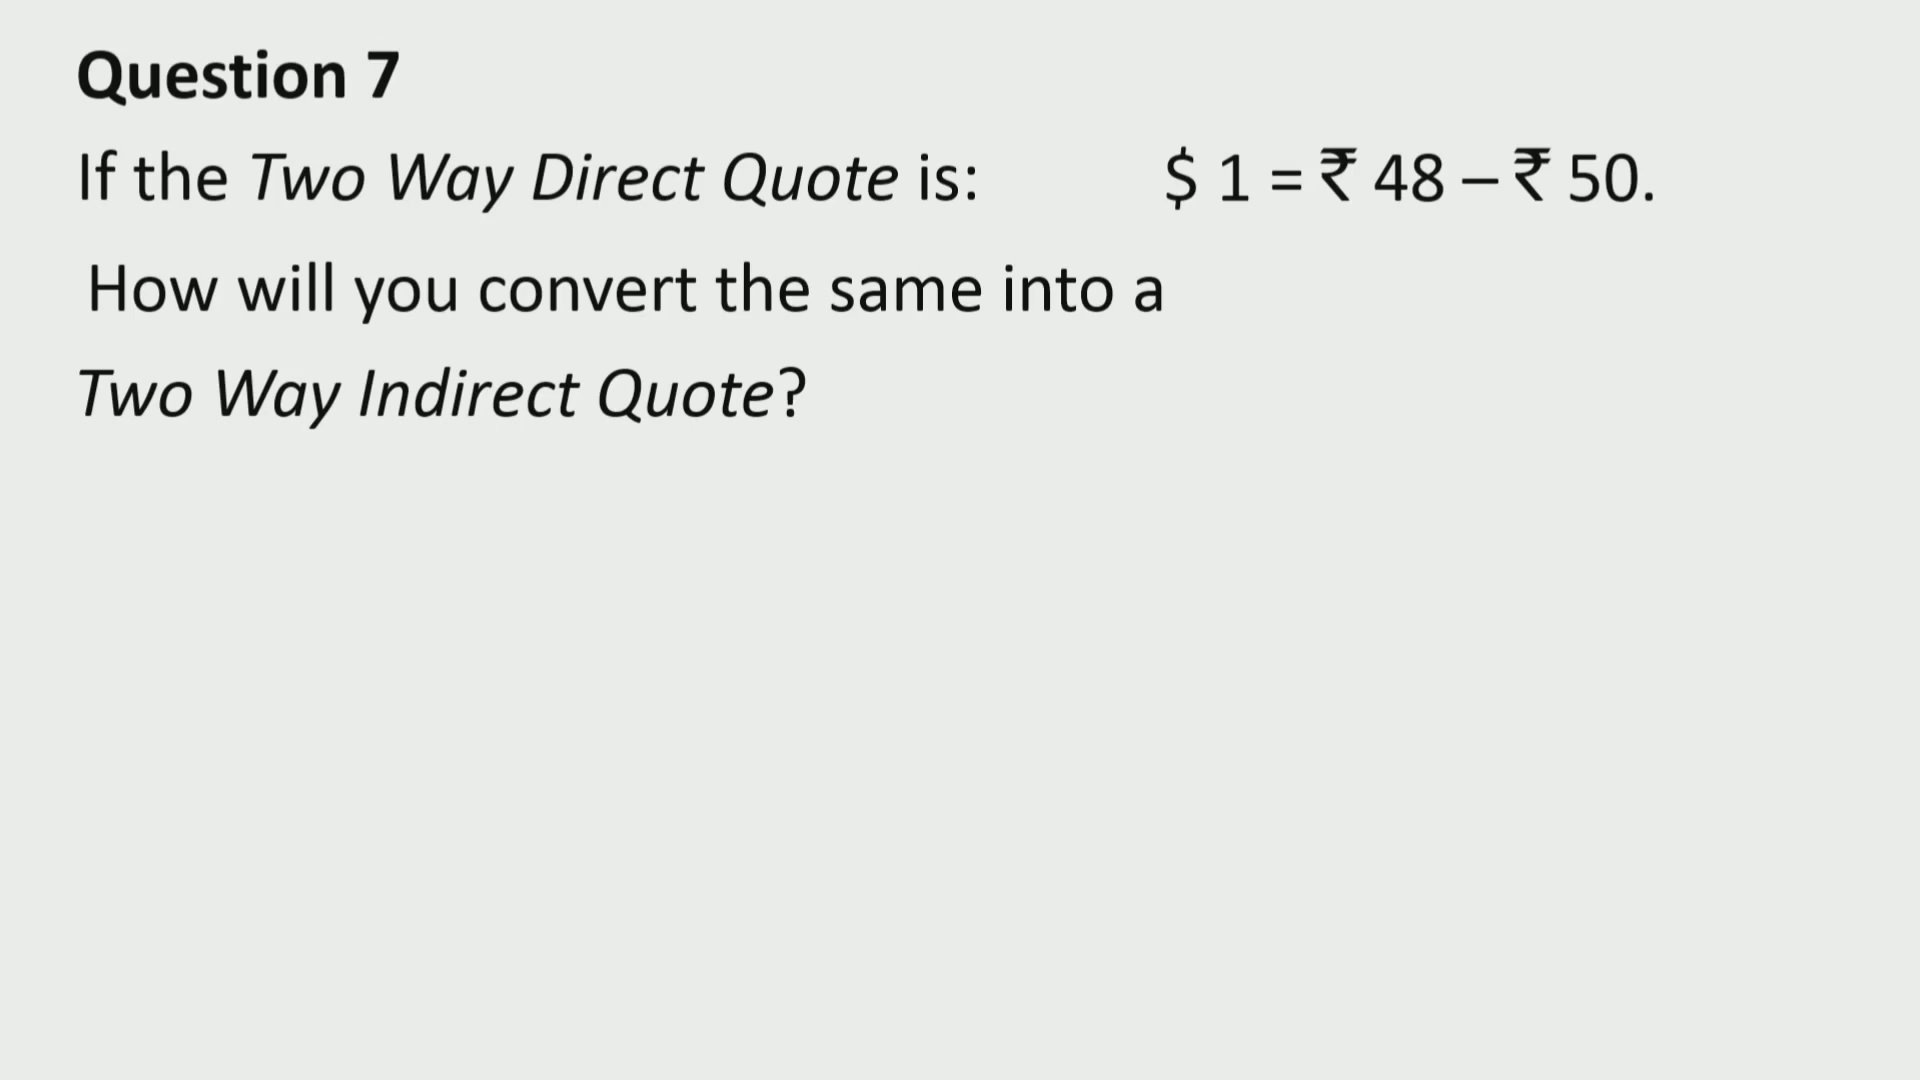 Question 7
If the Two Way Direct Quote is: $ 1 = ₹ 48 – ₹ 50.
How will you convert the same into a
Two Way Indirect Quote?